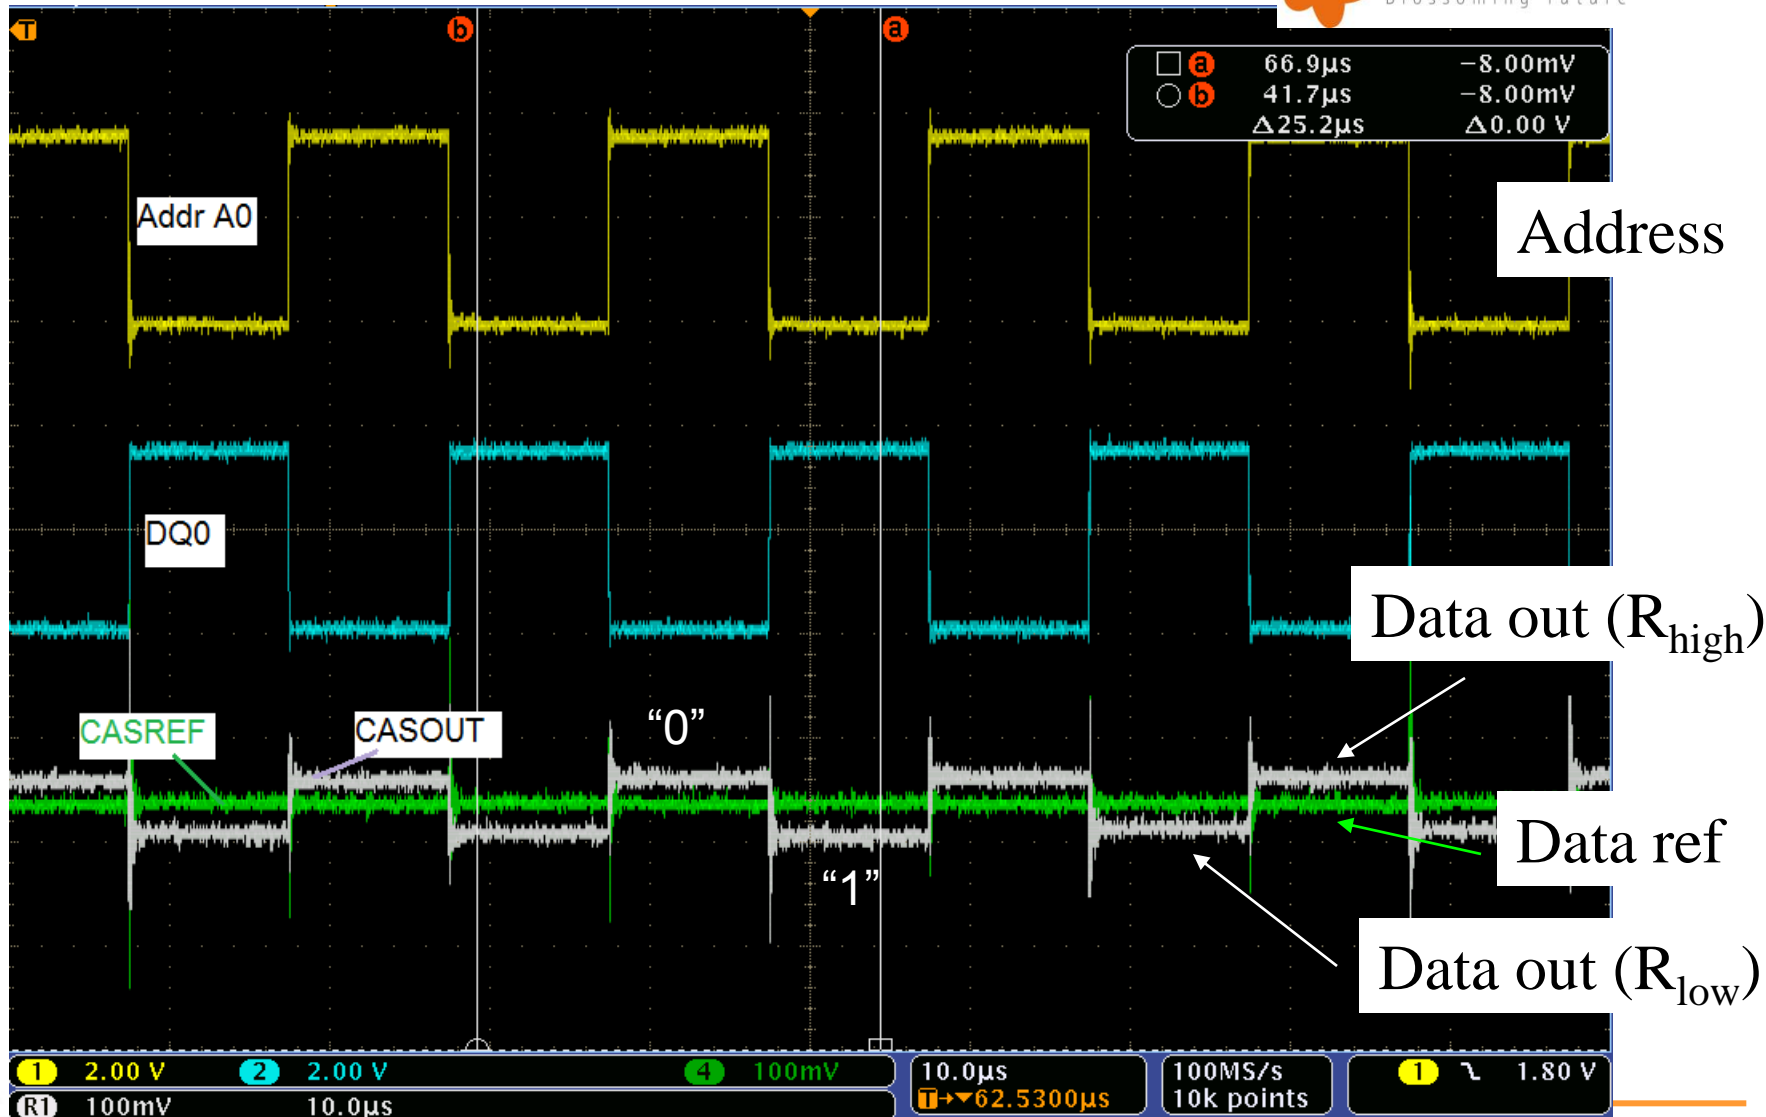 Blossoming Future
T
b
a
a 66.9µs −8.00mV
b 41.7µs −8.00mV
Δ25.2µs Δ0.00 V
Addr A0
Address
DQ0
Data out (Rhigh)
CASREF
CASOUT
“0”
Data ref
“1”
Data out (Rlow)
1 2.00 V 2 2.00 V 4 100mV
R1 100mV 10.0µs
10.0µs
T→▼62.5300µs
100MS/s
10k points
1 1.80 V